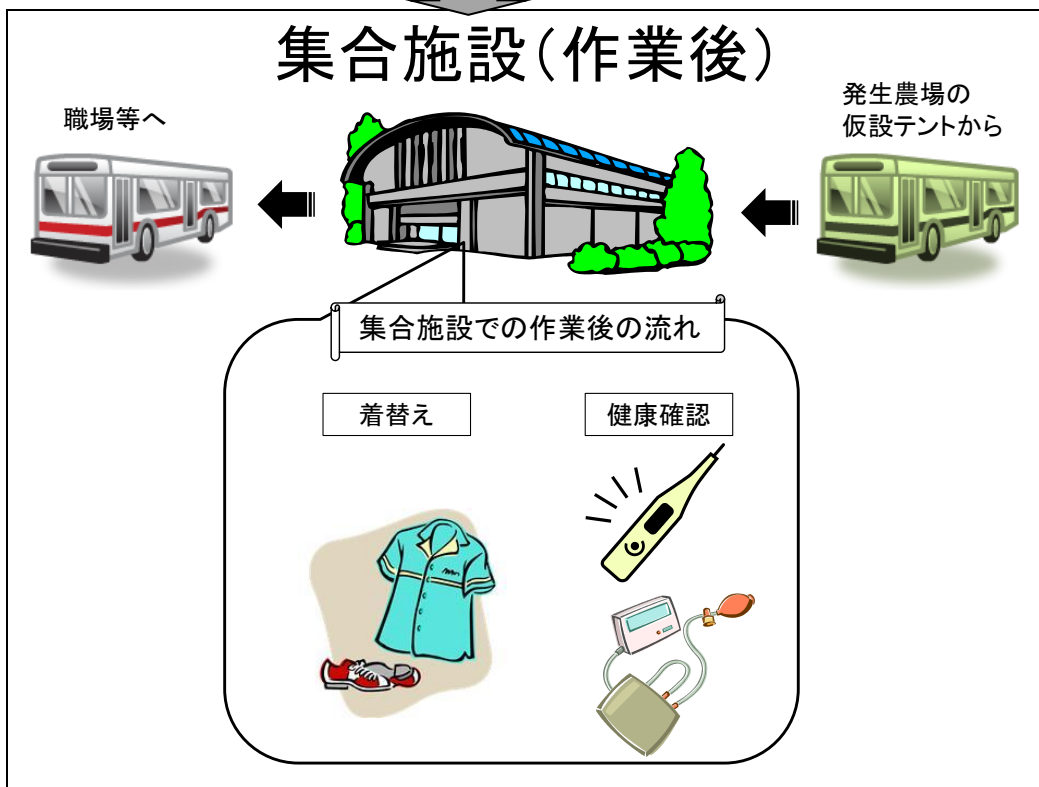 集合施設(作業後)
職場等へ
発生農場の
仮設テントから
集合施設での作業後の流れ
着替え
健康確認